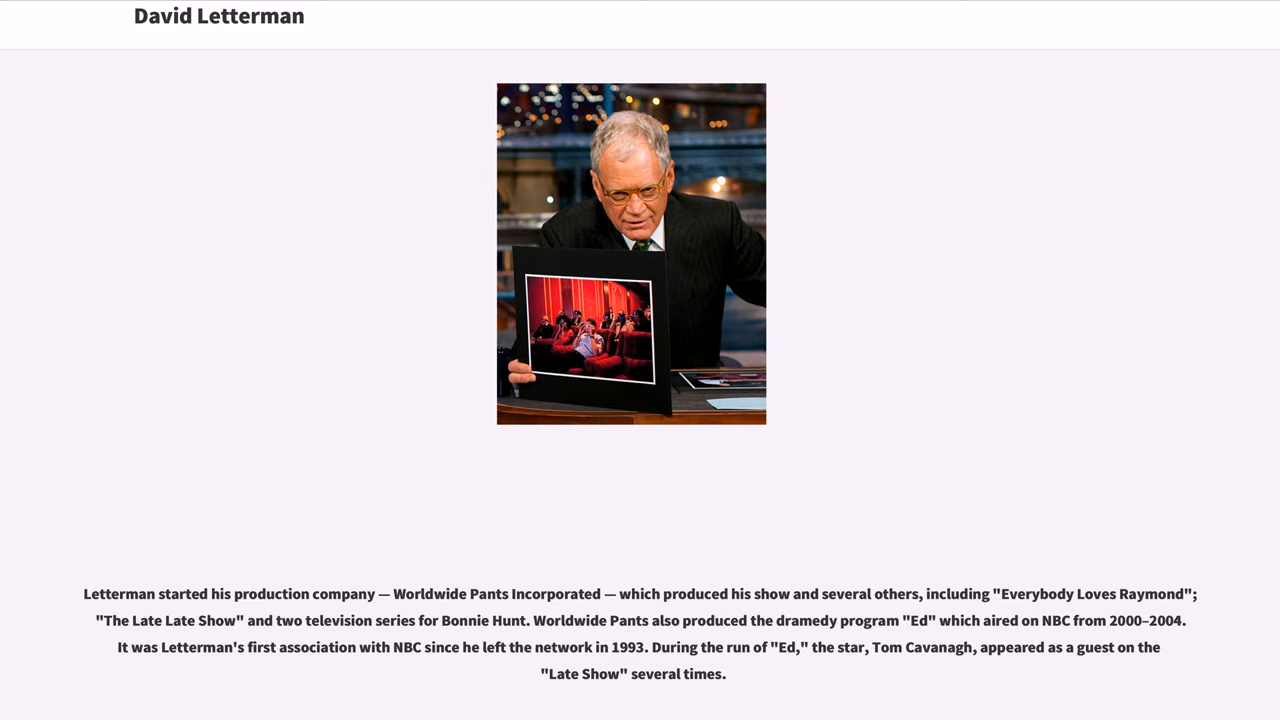 David Letterman
Letterman started his production company — Worldwide Pants Incorporated — which produced his show and several others, including "Everybody Loves Raymond";
"The Late Late Show" and two television series for Bonnie Hunt. Worldwide Pants also produced the dramedy program "Ed" which aired on NBC from 2000–2004.
It was Letterman's first association with NBC since he left the network in 1993. During the run of "Ed," the star, Tom Cavanagh, appeared as a guest on the
"Late Show" several times.